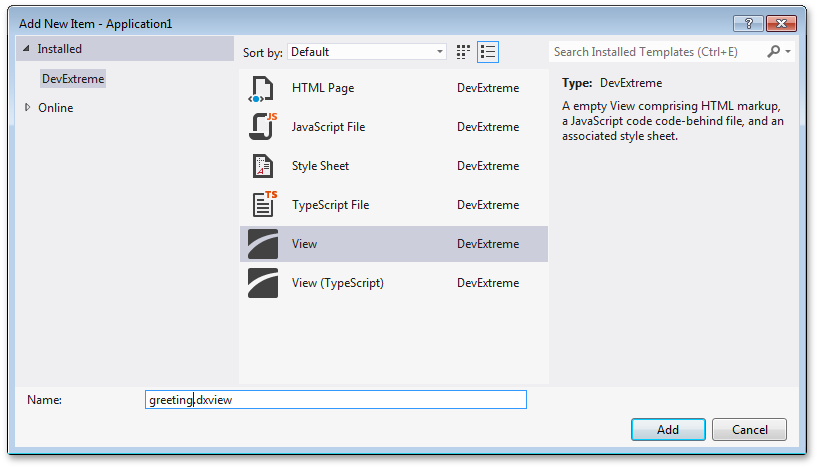 Add New Item - Application1
Installed
DevExtreme
Online
Sort by: Default
HTML Page DevExtreme
JS
JavaScript File DevExtreme
Style Sheet DevExtreme
TS
TypeScript File DevExtreme
View DevExtreme
View (TypeScript) DevExtreme
Search Installed Templates (Ctrl+E)
Type: DevExtreme
A empty View comprising HTML markup,
a JavaScript code code-behind file, and an
associated style sheet.
Name: greeting.dxview
Add Cancel